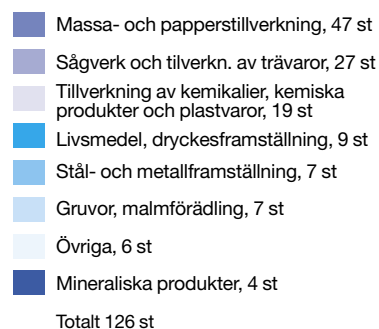 Massa- och papperstillverkning, 47 st
Sågverk och tilverkn. av trävaror, 27 st
Tillverkning av kemikalier, kemiska
produkter och plastvaror, 19 st
Livsmedel, dryckesframställning, 9 st
Stål- och metallframställning, 7 st
Gruvor, malmförädling, 7 st
Övriga, 6 st
Mineraliska produkter, 4 st
Totalt 126 st